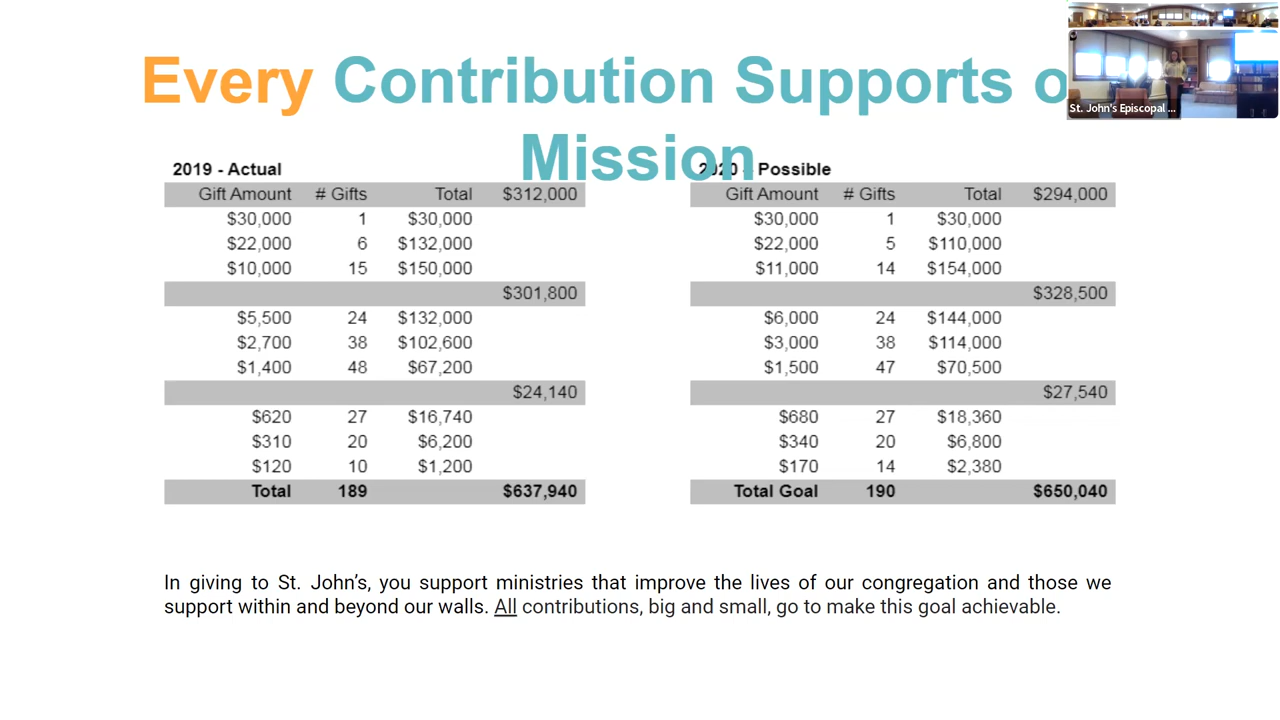 Every Contribution Supports
Mission
St. John's Episcopal ...
2019 - Actual
Gift Amount # Gifts Total $312,000
$30,000 1 $30,000
$22,000 6 $132,000
$10,000 15 $150,000
$301,800
$5,500 24 $132,000
$2,700 38 $102,600
$1,400 48 $67,200
$24,140
$620 27 $16,740
$310 20 $6,200
$120 10 $1,200
Total 189 $637,940
2020 - Possible
Gift Amount # Gifts Total $294,000
$30,000 1 $30,000
$22,000 5 $110,000
$11,000 14 $154,000
$328,500
$6,000 24 $144,000
$3,000 38 $114,000
$1,500 47 $70,500
$27,540
$680 27 $18,360
$340 20 $6,800
$170 14 $2,380
Total Goal 190 $650,040
In giving to St. John’s, you support ministries that improve the lives of our congregation and those we
support within and beyond our walls. All contributions, big and small, go to make this goal achievable.